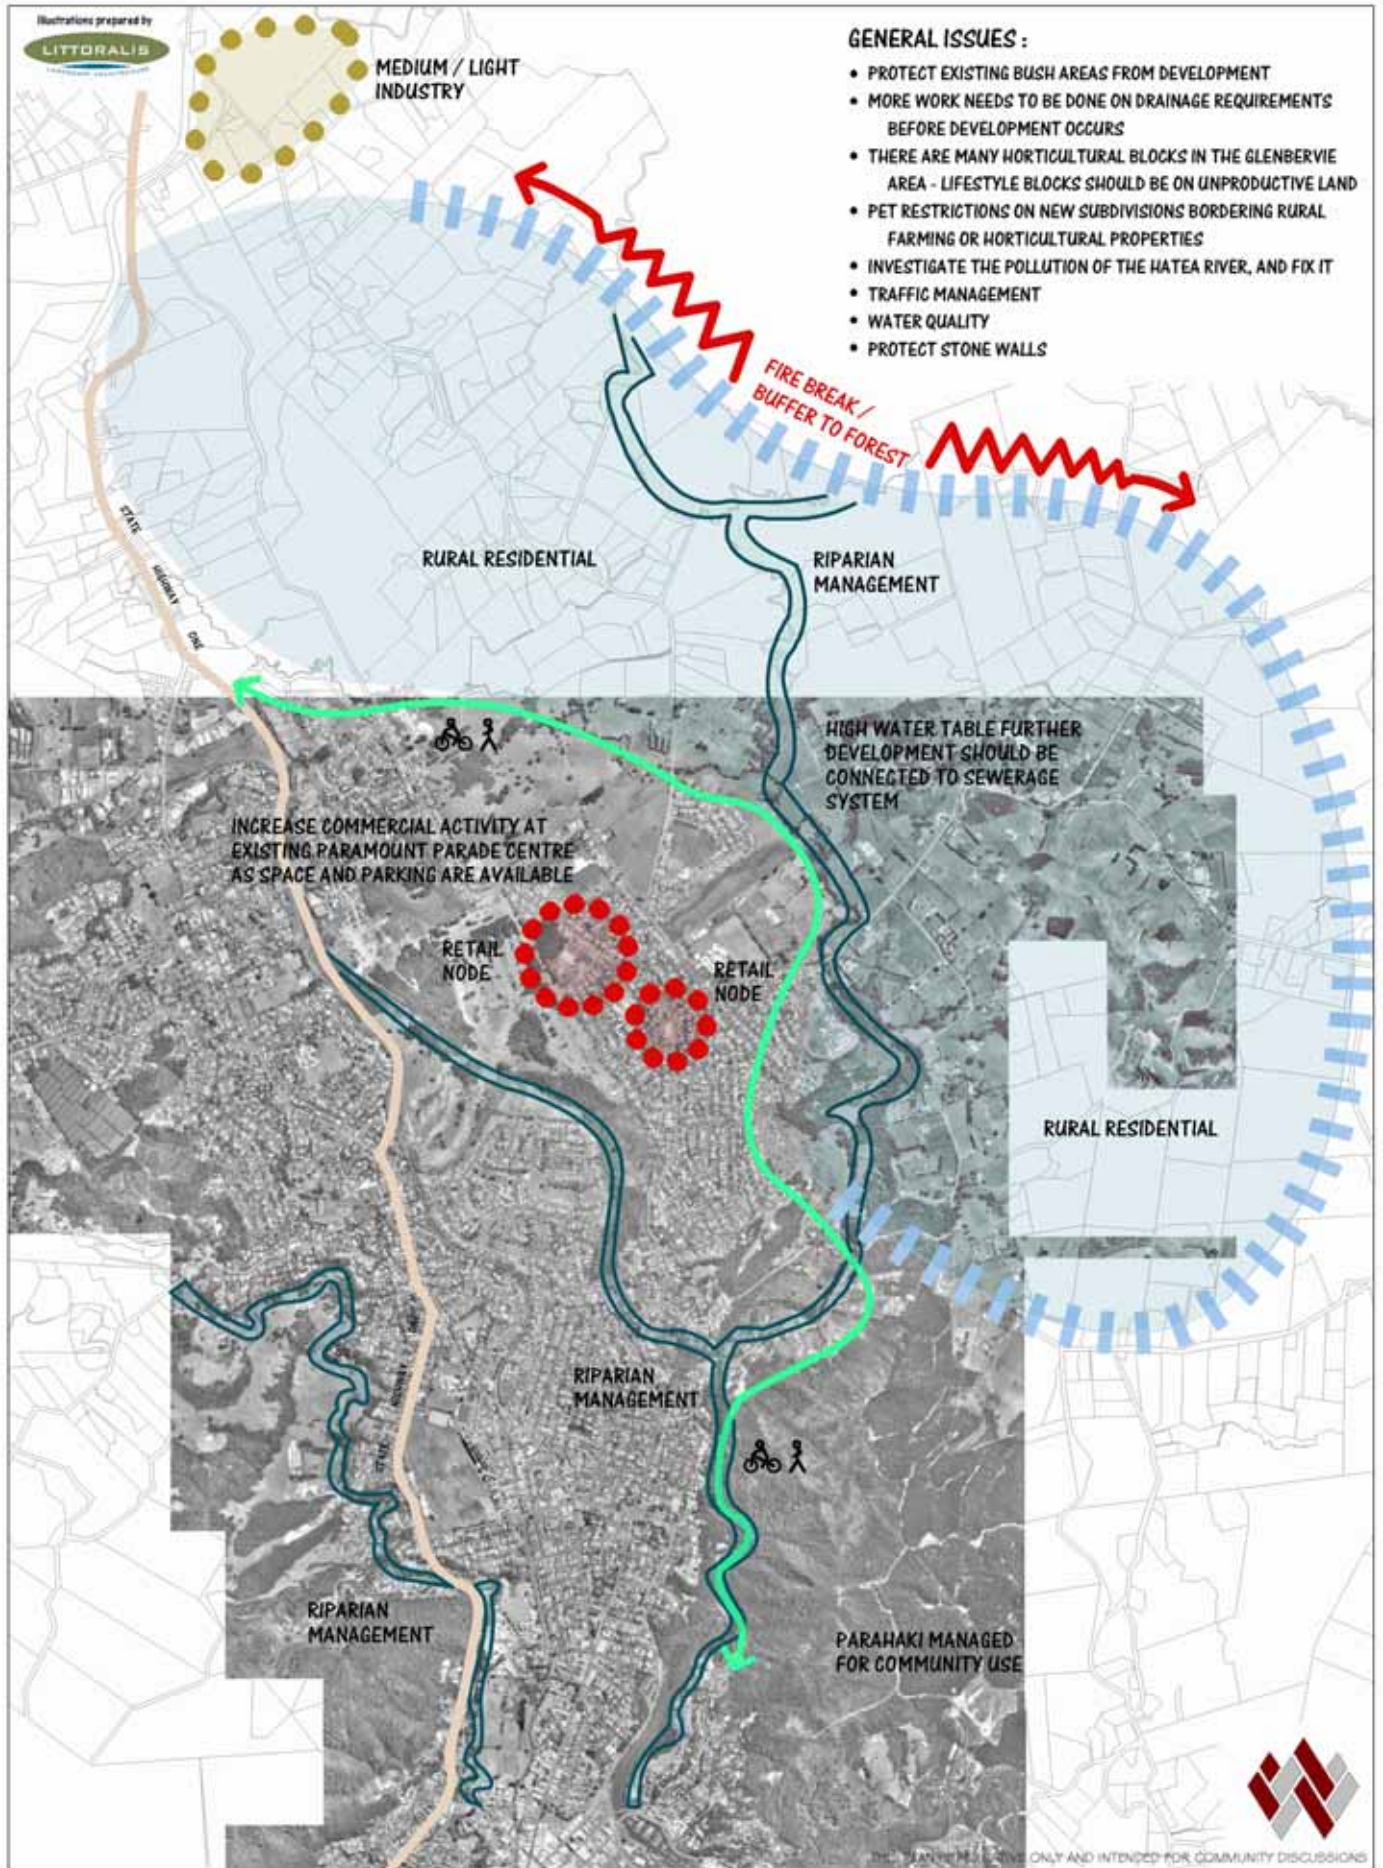 Illustrations prepared by
LITTORALIS
LANDSCAPE ARCHITECTURE
MEDIUM / LIGHT
INDUSTRY
GENERAL ISSUES :
• PROTECT EXISTING BUSH AREAS FROM DEVELOPMENT
• MORE WORK NEEDS TO BE DONE ON DRAINAGE REQUIREMENTS
BEFORE DEVELOPMENT OCCURS
• THERE ARE MANY HORTICULTURAL BLOCKS IN THE GLENBERVIE
AREA - LIFESTYLE BLOCKS SHOULD BE ON UNPRODUCTIVE LAND
• PET RESTRICTIONS ON NEW SUBDIVISIONS BORDERING RURAL
FARMING OR HORTICULTURAL PROPERTIES
• INVESTIGATE THE POLLUTION OF THE HATEA RIVER, AND FIX IT
• TRAFFIC MANAGEMENT
• WATER QUALITY
• PROTECT STONE WALLS
FIRE BREAK /
BUFFER TO FOREST
STATE HIGHWAY ONE
RURAL RESIDENTIAL
RIPARIAN
MANAGEMENT
HIGH WATER TABLE FURTHER
DEVELOPMENT SHOULD BE
CONNECTED TO SEWERAGE
SYSTEM
INCREASE COMMERCIAL ACTIVITY AT
EXISTING PARAMOUNT PARADE CENTRE
AS SPACE AND PARKING ARE AVAILABLE
RETAIL
NODE
RETAIL
NODE
RURAL RESIDENTIAL
RIPARIAN
MANAGEMENT
STATE HIGHWAY ONE
RIPARIAN
MANAGEMENT
PARAHAKI MANAGED
FOR COMMUNITY USE
ONLY AND INTENDED FOR COMMUNITY DISCUSSIONS